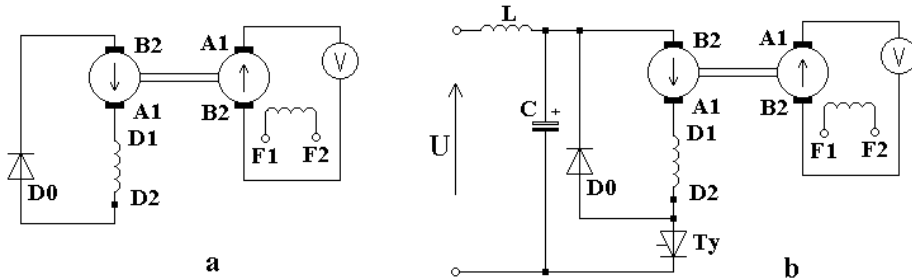 B2 A1
V
A1 B2
D1
F1 F2
D0 D2
a
L
B2 A1
V
C +
A1 B2
U
D1
F1 F2
D0
D2
Ty
b